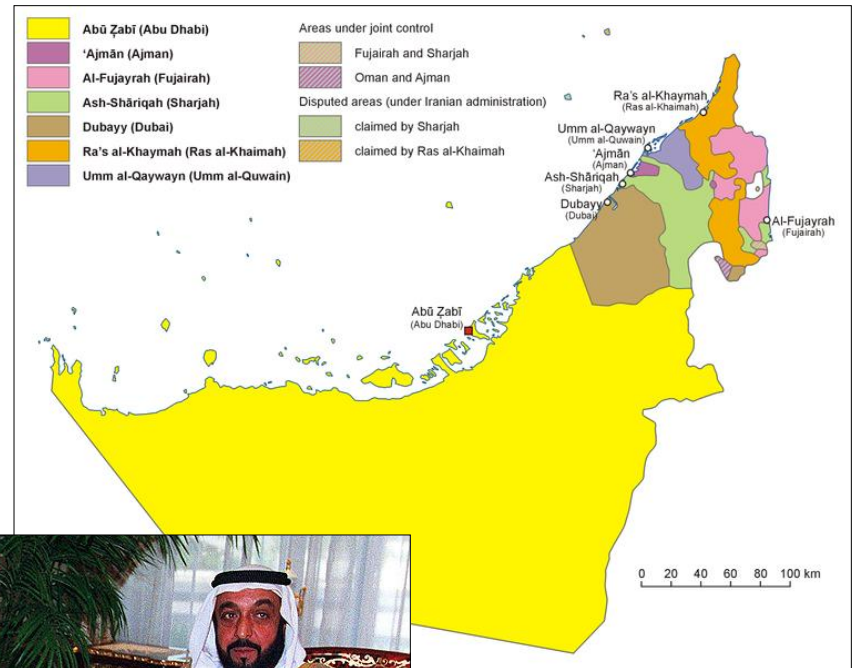 Abū Ẓabī (Abu Dhabi)
‘Ajmān (Ajman)
Al-Fujayrah (Fujairah)
Ash-Shāriqah (Sharjah)
Dubayy (Dubai)
Ra’s al-Khaymah (Ras al-Khaimah)
Umm al-Qaywayn (Umm al-Quwain)
Areas under joint control
Fujairah and Sharjah
Oman and Ajman
Disputed areas (under Iranian administration)
claimed by Sharjah
claimed by Ras al-Khaimah
Ra’s al-Khaymah
(Ras al-Khaimah)
Umm al-Qaywayn
(Umm al-Quwain)
‘Ajmān
(Ajman)
Ash-Shāriqah
(Sharjah)
Dubayy
(Dubai)
Al-Fujayrah
(Fujairah)
Abū Ẓabī
(Abu Dhabi)
0 20 40 60 80 100 km